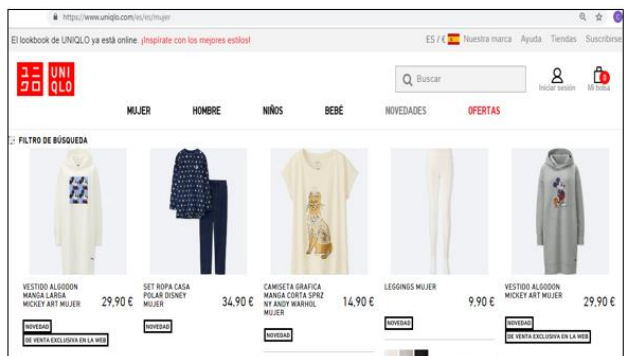 https://www.uniqlo.com/es/es/mujer
El lookbook de UNIQLO ya está online. ¡Inspírate con los mejores estilos!
ES / € Nuestra marca Ayuda Tiendas Suscribirse
ユニ UNI
クロ QLO
Buscar
Iniciar sesión
0
Mi bolsa
MUJER HOMBRE NIÑOS BEBÉ NOVEDADES OFERTAS
FILTRO DE BÚSQUEDA
VESTIDO ALGODON
MANGA LARGA
MICKEY ART MUJER
29,90 €
NOVEDAD
DE VENTA EXCLUSIVA EN LA WEB
SET ROPA CASA
POLAR DISNEY
MUJER
34,90 €
NOVEDAD
CAMISETA GRAFICA
MANGA CORTA SPRZ
NY ANDY WARHOL
MUJER
14,90 €
NOVEDAD
LEGGINGS MUJER
9,90 €
NOVEDAD
VESTIDO ALGODON
MICKEY ART MUJER
29,90 €
NOVEDAD
DE VENTA EXCLUSIVA EN LA WEB